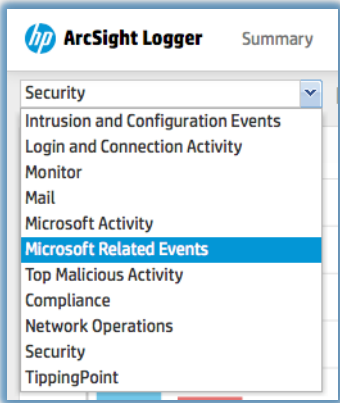 hp ArcSight Logger Summary
Security
Intrusion and Configuration Events
Login and Connection Activity
Monitor
Mail
Microsoft Activity
Microsoft Related Events
Top Malicious Activity
Compliance
Network Operations
Security
TippingPoint